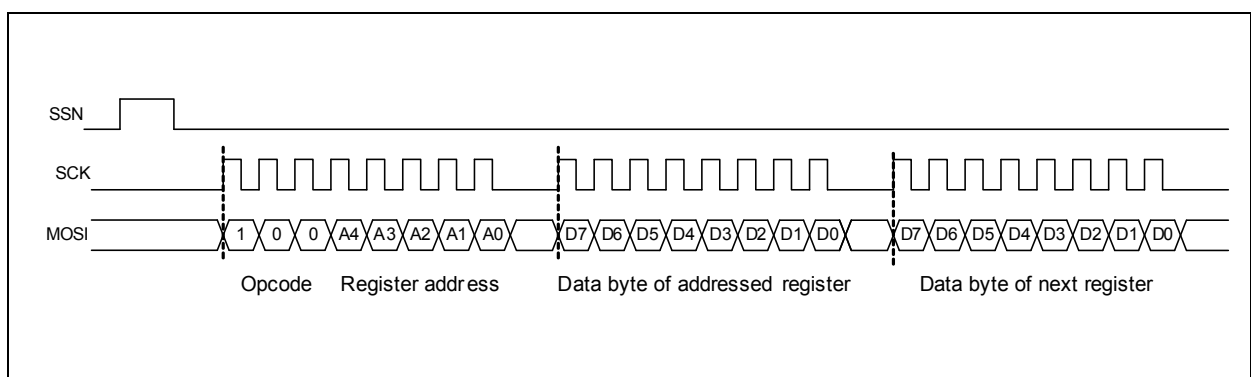 SSN
SCK
MOSI 1 0 0 A4 A3 A2 A1 A0 D7 D6 D5 D4 D3 D2 D1 D0 D7 D6 D5 D4 D3 D2 D1 D0
Opcode Register address Data byte of addressed register Data byte of next register